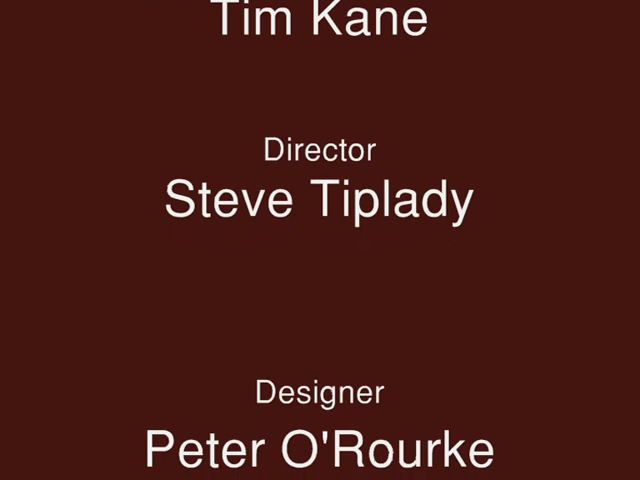 Tim Kane
Director
Steve Tiplady
Designer
Peter O'Rourke